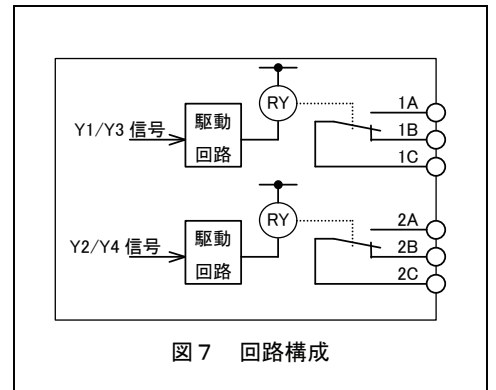 RY
1A
Y1/Y3 信号
駆動
回路
1B
1C
RY
2A
Y2/Y4 信号
駆動
回路
2B
2C
図7 回路構成